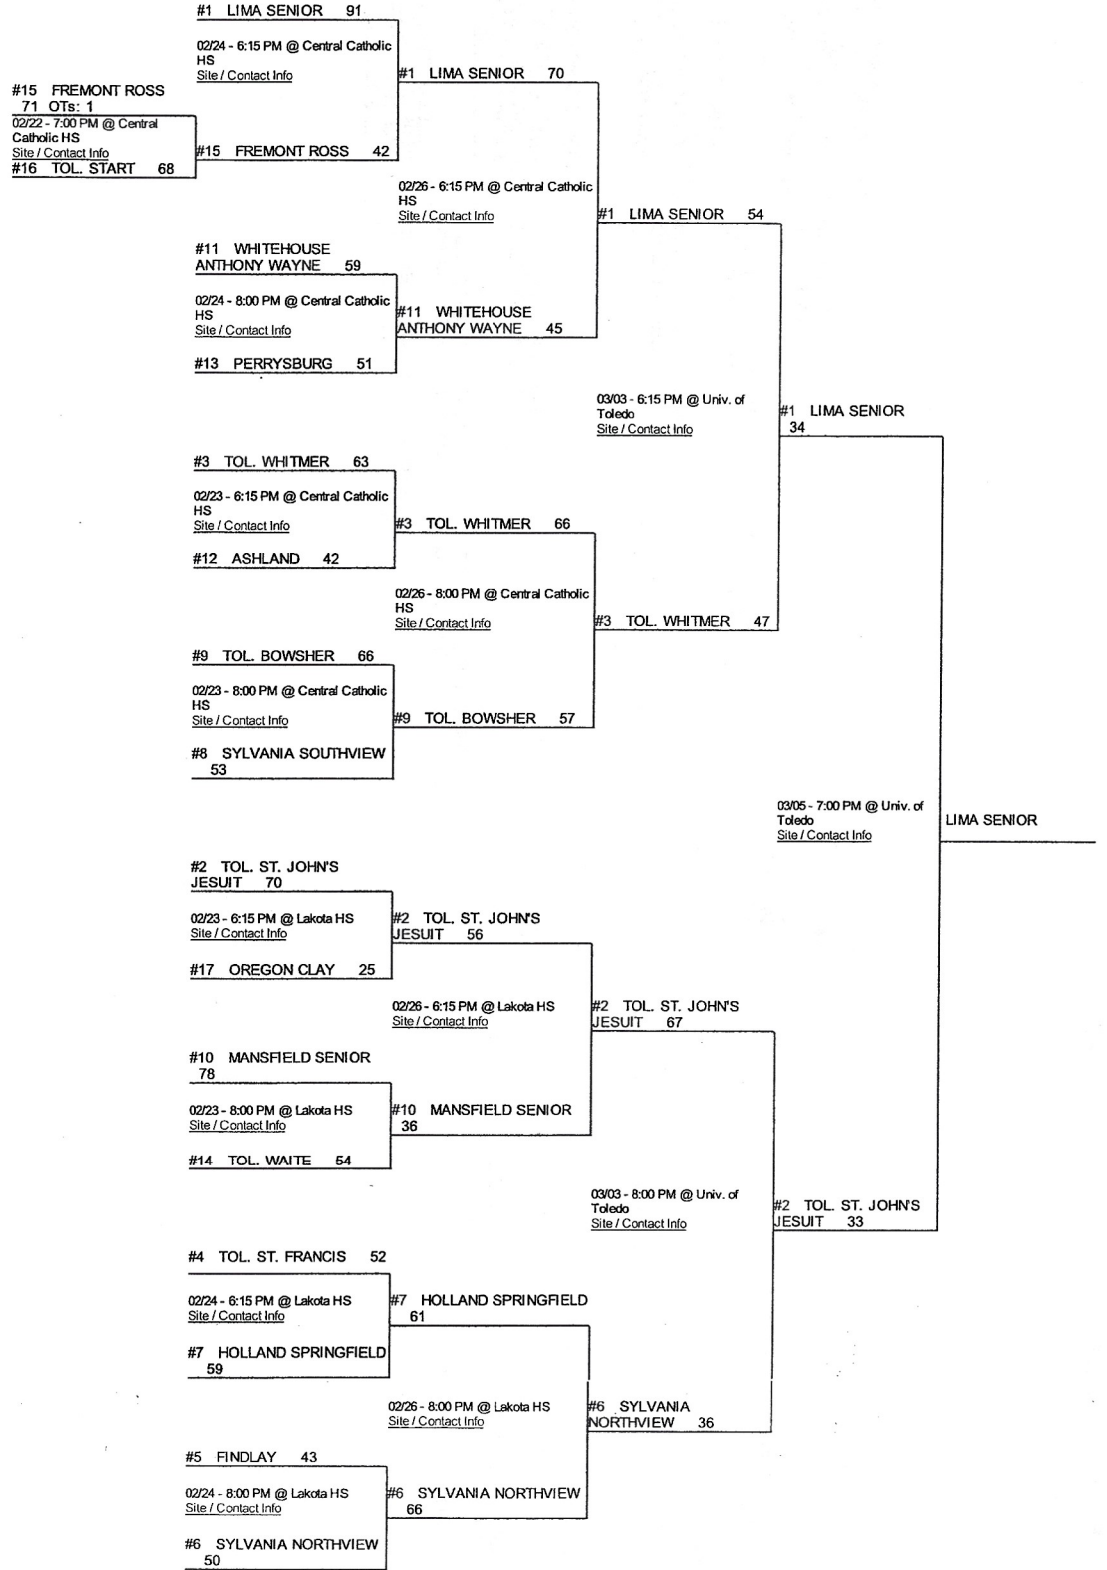 #1 LIMA SENIOR 91
02/24 - 6:15 PM @ Central Catholic
HS
Site / Contact Info
#1 LIMA SENIOR 70
#15 FREMONT ROSS
71 OTs: 1
02/22 - 7:00 PM @ Central
Catholic HS
Site / Contact Info
#16 TOL. START 68
#15 FREMONT ROSS 42
02/26 - 6:15 PM @ Central Catholic
HS
Site / Contact Info
#1 LIMA SENIOR 54
#11 WHITEHOUSE
ANTHONY WAYNE 59
02/24 - 8:00 PM @ Central Catholic
HS
Site / Contact Info
#11 WHITEHOUSE
ANTHONY WAYNE 45
#13 PERRYSBURG 51
03/03 - 6:15 PM @ Univ. of
Toledo
Site / Contact Info
#1 LIMA SENIOR
34
#3 TOL. WHITMER 63
02/23 - 6:15 PM @ Central Catholic
HS
Site / Contact Info
#3 TOL. WHITMER 66
#12 ASHLAND 42
02/26 - 8:00 PM @ Central Catholic
HS
Site / Contact Info
#3 TOL. WHITMER 47
#9 TOL. BOWSHER 66
02/23 - 8:00 PM @ Central Catholic
HS
Site / Contact Info
#9 TOL. BOWSHER 57
#8 SYLVANIA SOUTHVIEW
53
03/05 - 7:00 PM @ Univ. of
Toledo
Site / Contact Info
LIMA SENIOR
#2 TOL. ST. JOHN'S
JESUIT 70
02/23 - 6:15 PM @ Lakota HS
Site / Contact Info
#2 TOL. ST. JOHN'S
JESUIT 56
#17 OREGON CLAY 25
02/26 - 6:15 PM @ Lakota HS
Site / Contact Info
#2 TOL. ST. JOHN'S
JESUIT 67
#10 MANSFIELD SENIOR
78
02/23 - 8:00 PM @ Lakota HS
Site / Contact Info
#10 MANSFIELD SENIOR
36
#14 TOL. WAITE 54
03/03 - 8:00 PM @ Univ. of
Toledo
Site / Contact Info
#2 TOL. ST. JOHN'S
JESUIT 33
#4 TOL. ST. FRANCIS 52
02/24 - 6:15 PM @ Lakota HS
Site / Contact Info
#7 HOLLAND SPRINGFIELD
61
#7 HOLLAND SPRINGFIELD
59
02/26 - 8:00 PM @ Lakota HS
Site / Contact Info
#6 SYLVANIA
NORTHVIEW 36
#5 FINDLAY 43
02/24 - 8:00 PM @ Lakota HS
Site / Contact Info
#6 SYLVANIA NORTHVIEW
66
#6 SYLVANIA NORTHVIEW
50